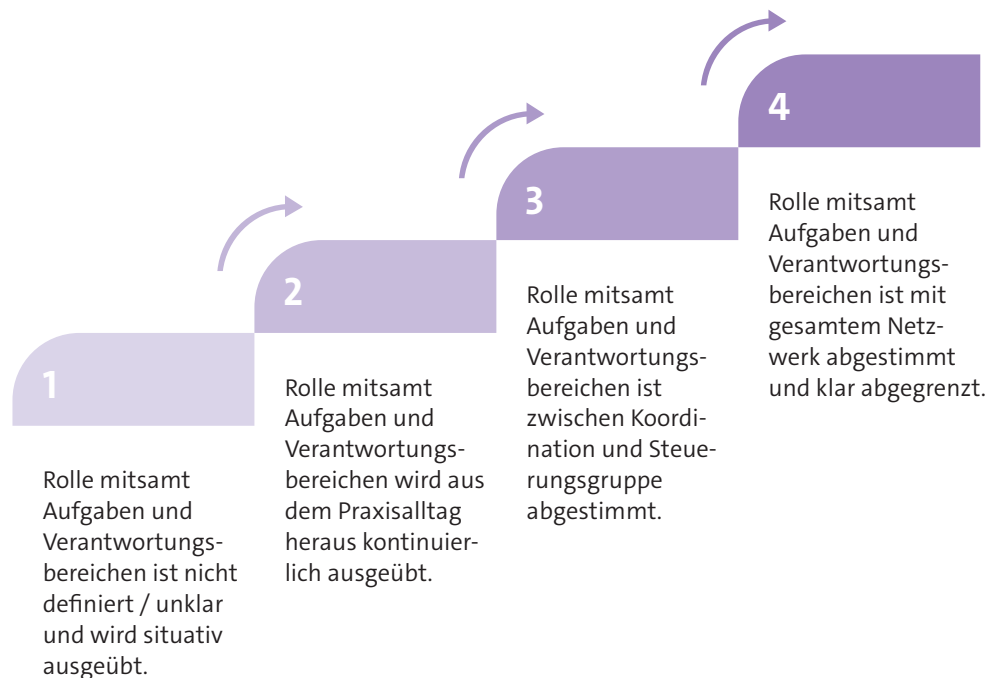 1
Rolle mitsamt
Aufgaben und
Verantwortungs-
bereichen ist nicht
definiert / unklar
und wird situativ
ausgeübt.
2
Rolle mitsamt
Aufgaben und
Verantwortungs-
bereichen wird aus
dem Praxisalltag
heraus kontinuier-
lich ausgeübt.
3
Rolle mitsamt
Aufgaben und
Verantwortungs-
bereichen ist
zwischen Koordi-
nation und Steue-
rungsgruppe
abgestimmt.
4
Rolle mitsamt
Aufgaben und
Verantwortungs-
bereichen ist mit
gesamtem Netz-
werk abgestimmt
und klar abgegrenzt.